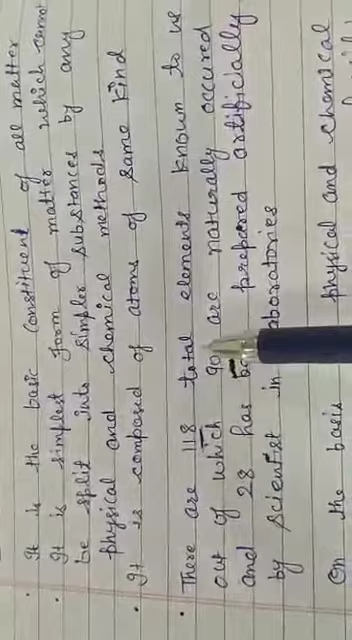 • It is the basic constituent of all matter
• It is simplest form of matter which cannot
be split into simpler substances by any
physical and chemical methods
• It is composed of atoms of same kind
• There are 118 total elements known to us
out of which 90 are naturally occured
and 28 has prepared artificially
by scientist in laboratories
On the basis physical and chemical